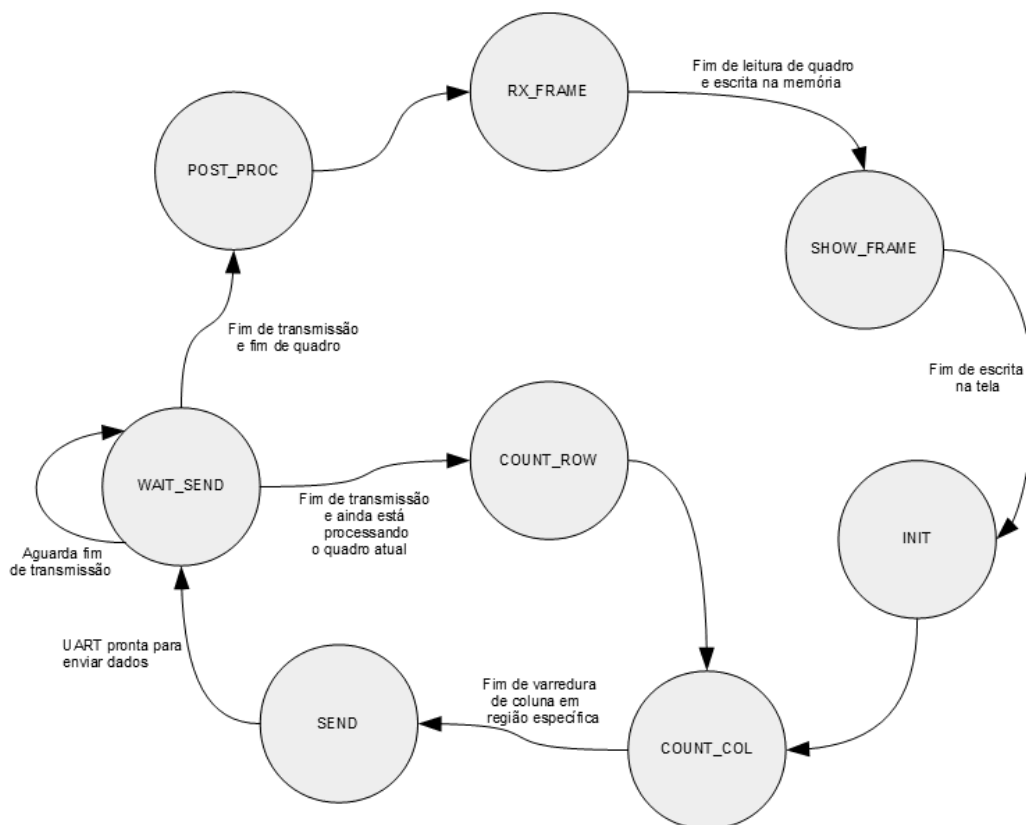 RX_FRAME
Fim de leitura de quadro
e escrita na memória
POST_PROC
SHOW_FRAME
Fim de transmissão
e fim de quadro
Fim de escrita
na tela
WAIT_SEND
COUNT_ROW
Fim de transmissão
e ainda está
processando
o quadro atual
INIT
Aguarda fim
de transmissão
UART pronta para
enviar dados
SEND
Fim de varredura
de coluna em
região específica
COUNT_COL